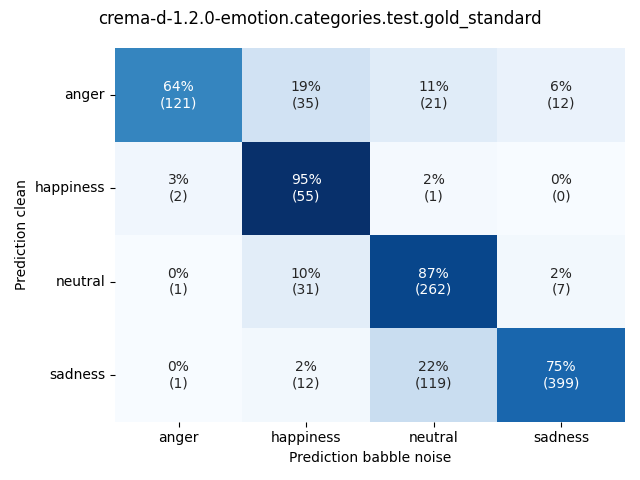 crema-d-1.2.0-emotion.categories.test.gold_standard
anger
64%
(121)
19%
(35)
11%
(21)
6%
(12)
happiness
3%
(2)
95%
(55)
2%
(1)
0%
(0)
neutral
0%
(1)
10%
(31)
87%
(262)
2%
(7)
sadness
0%
(1)
2%
(12)
22%
(119)
75%
(399)
Prediction clean
anger
happiness
neutral
sadness
Prediction babble noise